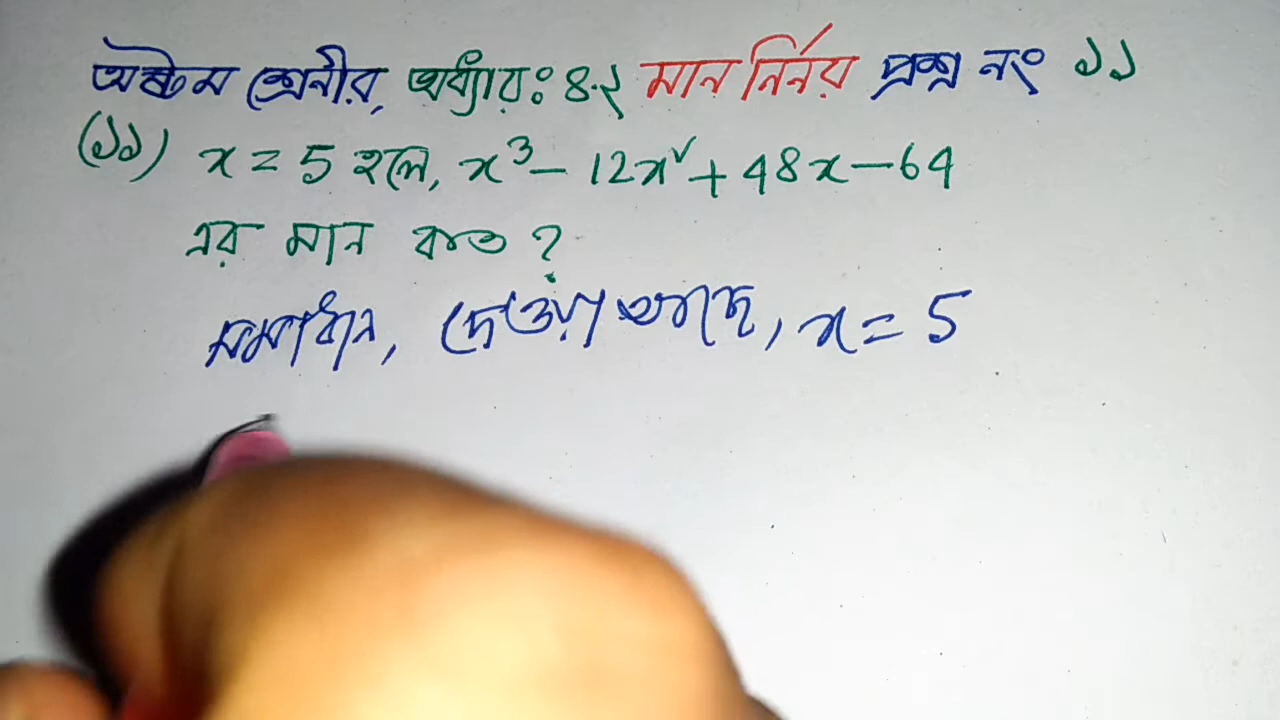 অষ্টম শ্রেনীর, অধ্যায়ঃ ৪.২ মান নির্নয় প্রশ্ন নং ১১
(১১) x = 5 হলে, x³ - 12x² + 48x - 64
এর মান কত ?
সমাধান, দেওয়া আছে, x = 5